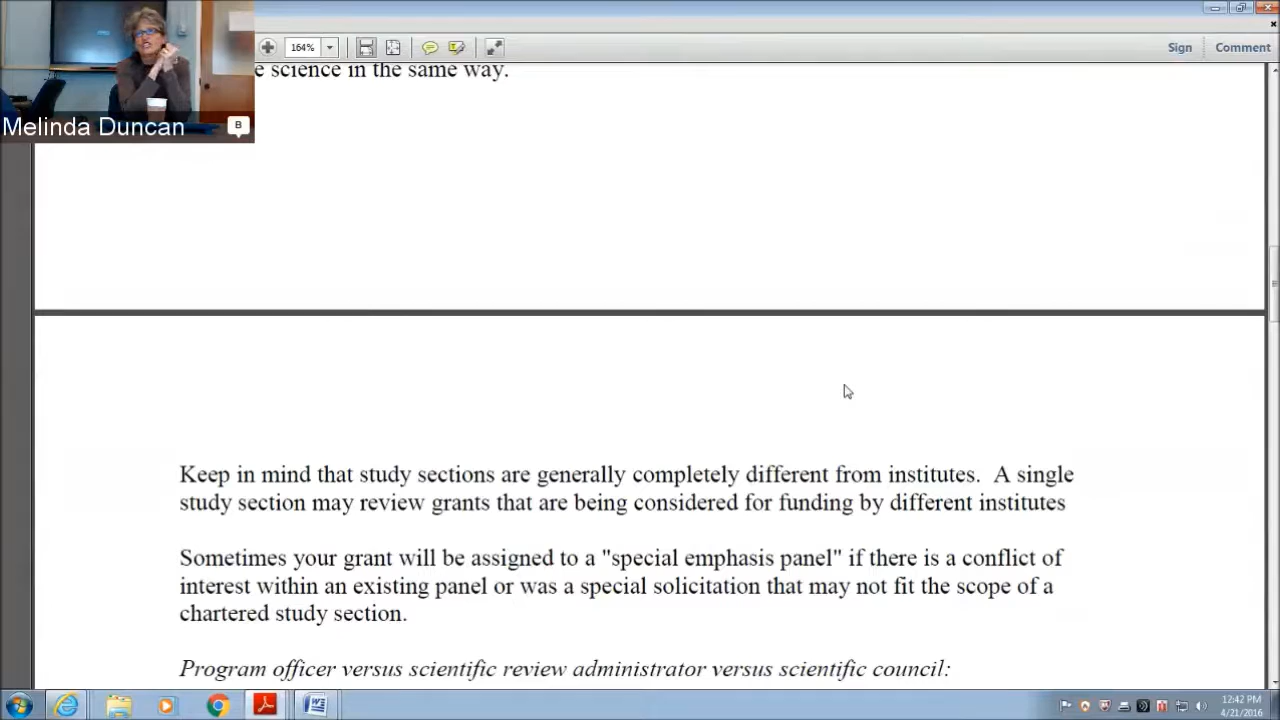 164%
Sign
Comment
e science in the same way.
Melinda Duncan
B
Keep in mind that study sections are generally completely different from institutes. A single
study section may review grants that are being considered for funding by different institutes
Sometimes your grant will be assigned to a "special emphasis panel" if there is a conflict of
interest within an existing panel or was a special solicitation that may not fit the scope of a
chartered study section.
Program officer versus scientific review administrator versus scientific council:
12:42 PM
4/21/2016